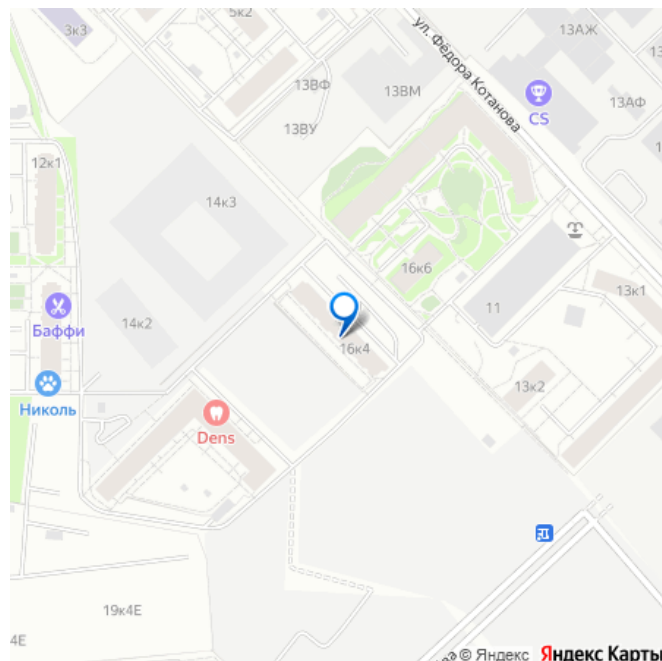 5к2
3к3
13АЖ
ул. Фёдора Котанова
13ВФ
13ВМ
CS
13АФ
13ВУ
12к1
14к3
16к6
13к1
11
Баффи
14к2
16к4
13к2
Николь
Dens
19к4Е
4Е
© Яндекс Яндекс Карты